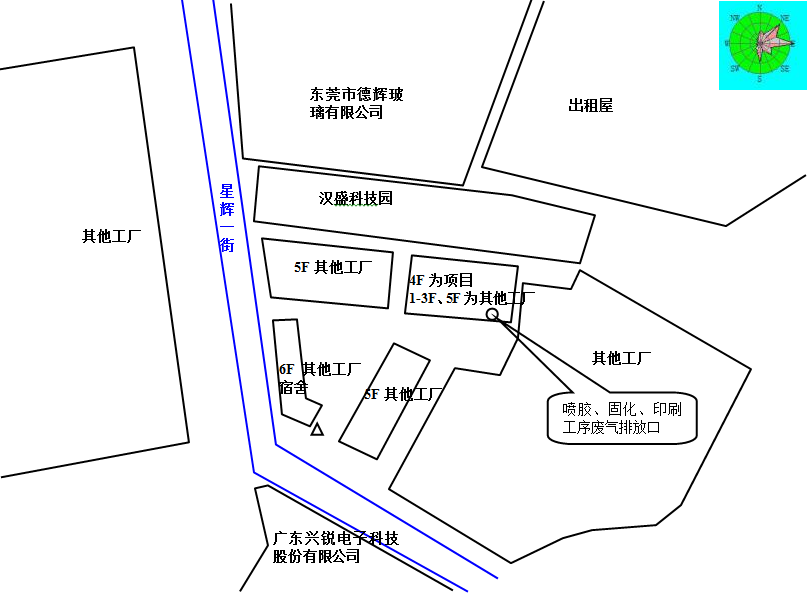 N
NW
NE
W
E
SW
SE
S
东莞市德辉玻
璃有限公司
出租屋
汉盛科技园
星
辉
一
街
其他工厂
5F 其他工厂
4F 为项目
1-3F、5F 为其他工厂
其他工厂
6F 其他工厂
宿舍
5F 其他工厂
喷胶、固化、印刷
工序废气排放口
广东兴锐电子科技
股份有限公司